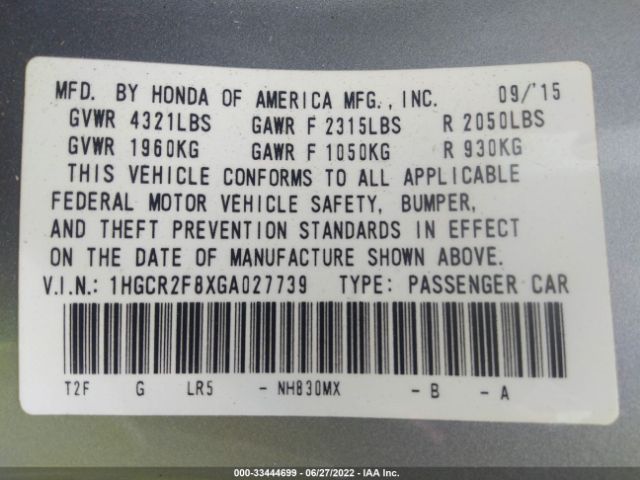 MFD. BY HONDA OF AMERICA MFG., INC. 09/'15
GVWR 4321LBS GAWR F 2315LBS R 2050LBS
GVWR 1960KG GAWR F 1050KG R 930KG
THIS VEHICLE CONFORMS TO ALL APPLICABLE
FEDERAL MOTOR VEHICLE SAFETY, BUMPER,
AND THEFT PREVENTION STANDARDS IN EFFECT
ON THE DATE OF MANUFACTURE SHOWN ABOVE.
V.I.N.: 1HGCR2F8XGA027739 TYPE: PASSENGER CAR
T2F G LR5 - NH830MX - B - A
000-33444699 - 06/27/2022 - IAA Inc.